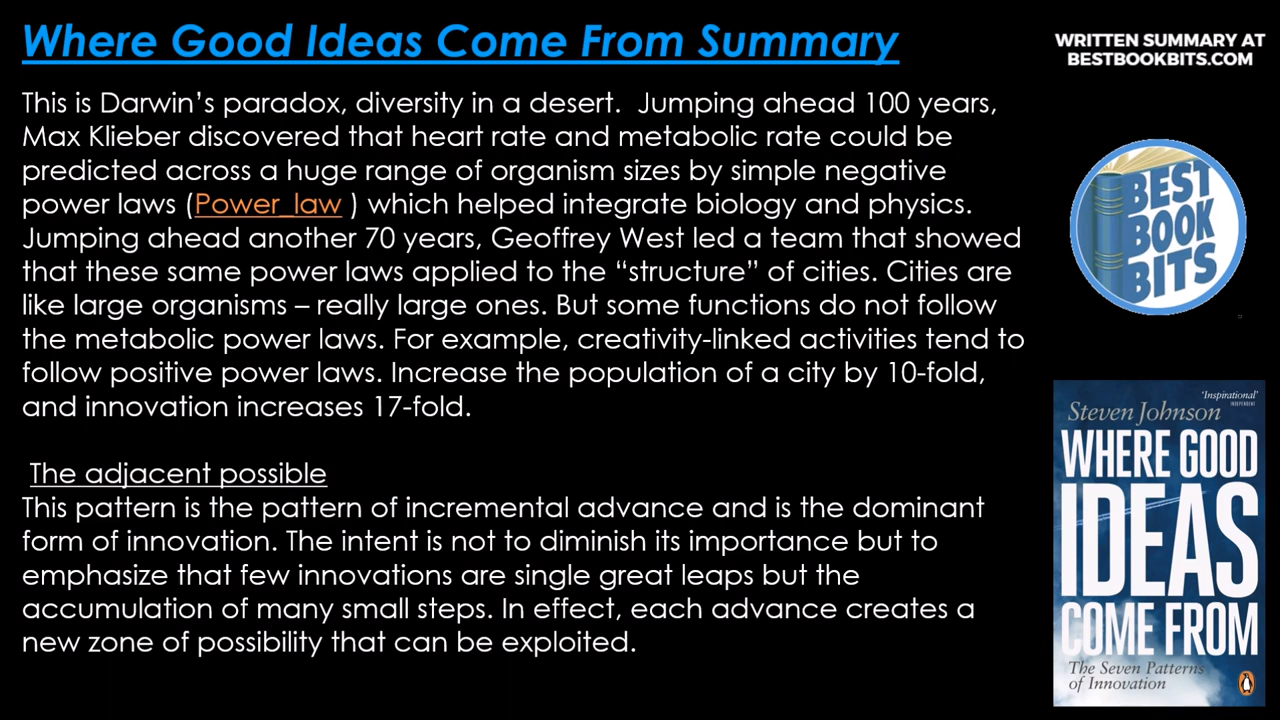 Where Good Ideas Come From Summary
WRITTEN SUMMARY AT
BESTBOOKBITS.COM
This is Darwin’s paradox, diversity in a desert.  Jumping ahead 100 years,
Max Klieber discovered that heart rate and metabolic rate could be
predicted across a huge range of organism sizes by simple negative
power laws (Power_law ) which helped integrate biology and physics.
Jumping ahead another 70 years, Geoffrey West led a team that showed
that these same power laws applied to the “structure” of cities. Cities are
like large organisms – really large ones. But some functions do not follow
the metabolic power laws. For example, creativity-linked activities tend to
follow positive power laws. Increase the population of a city by 10-fold,
and innovation increases 17-fold.
The adjacent possible
This pattern is the pattern of incremental advance and is the dominant
form of innovation. The intent is not to diminish its importance but to
emphasize that few innovations are single great leaps but the
accumulation of many small steps. In effect, each advance creates a
new zone of possibility that can be exploited.
BEST
BOOK
BITS
‘Inspirational’
INDEPENDENT
Steven Johnson
WHERE GOOD
IDEAS
COME FROM
The Seven Patterns
of Innovation